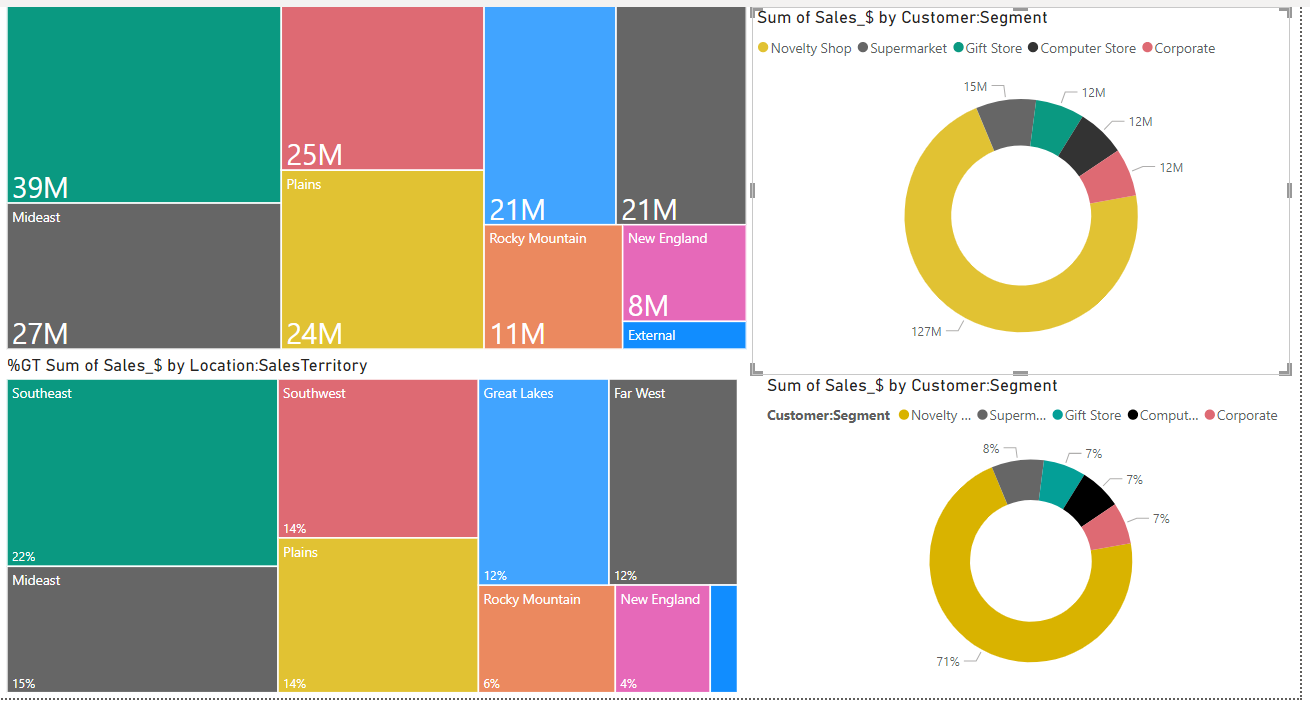 39M
Mideast
27M
25M
Plains
24M
21M
21M
Rocky Mountain
11M
New England
8M
External
Sum of Sales_$ by Customer:Segment
Novelty Shop Supermarket Gift Store Computer Store Corporate
15M
12M
12M
12M
127M
%GT Sum of Sales_$ by Location:SalesTerritory
Southeast
22%
Mideast
15%
Southwest
14%
Plains
14%
Great Lakes
12%
Far West
12%
Rocky Mountain
6%
New England
4%
Sum of Sales_$ by Customer:Segment
Customer:Segment Novelty ... Superm... Gift Store Comput... Corporate
8%
7%
7%
7%
71%